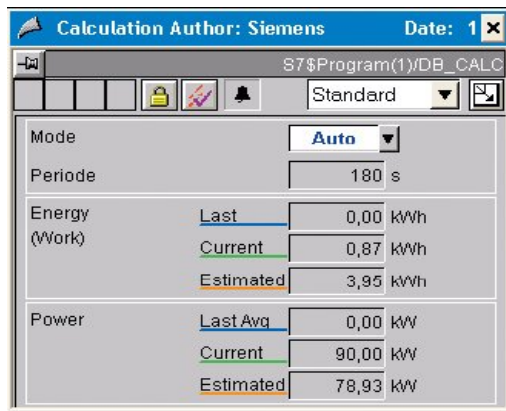 Calculation Author: Siemens Date: 1
S7$Program(1)/DB_CALC
Standard
Mode Auto
Periode 180 s
Energy Last 0,00 kWh
(Work) Current 0,87 kWh
Estimated 3,95 kWh
Power Last Avg 0,00 kW
Current 90,00 kW
Estimated 78,93 kW